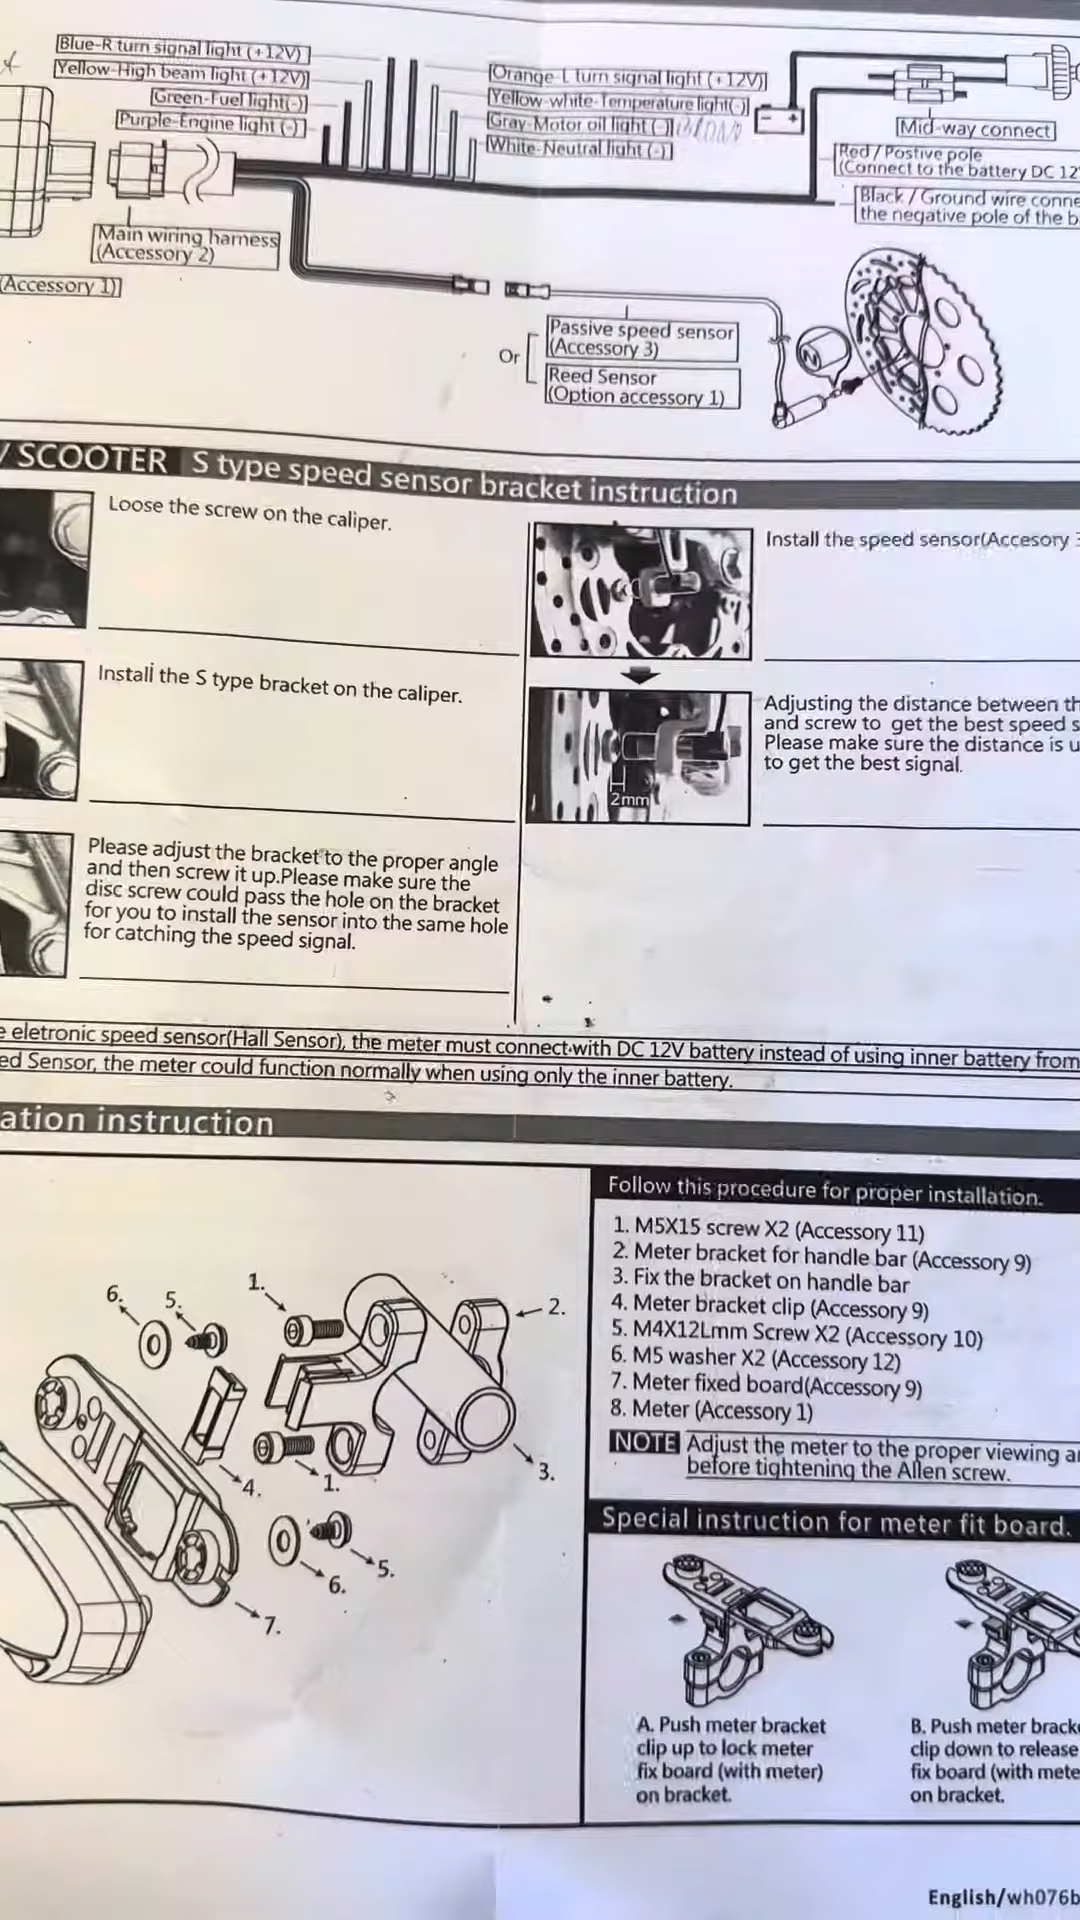 Blue-R turn signal light (+12V)
Yellow-High beam light (+12V)
Green-Fuel light(-)
Purple-Engine light (-)
Orange-L turn signal light (+12V)
Yellow-white-Temperature light(-)
Gray-Motor oil light (-)
White-Neutral light (-)
- +
Mid-way connect
Red / Postive pole
(Connect to the battery DC 12
Black / Ground wire conne
the negative pole of the b
Main wiring harness
(Accessory 2)
(Accessory 1)
Or
Passive speed sensor
(Accessory 3)
Reed Sensor
(Option accessory 1)
N
/ SCOOTER S type speed sensor bracket instruction
Loose the screw on the caliper.
Install the S type bracket on the caliper.
Please adjust the bracket to the proper angle
and then screw it up.Please make sure the
disc screw could pass the hole on the bracket
for you to install the sensor into the same hole
for catching the speed signal.
Install the speed sensor(Accesory 3
2mm
Adjusting the distance between th
and screw to get the best speed s
Please make sure the distance is u
to get the best signal.
e eletronic speed sensor(Hall Sensor), the meter must connect with DC 12V battery instead of using inner battery from
ed Sensor, the meter could function normally when using only the inner battery.
ation instruction
6.
5.
1.
2.
4.
1.
3.
5.
6.
7.
Follow this procedure for proper installation.
1. M5X15 screw X2 (Accessory 11)
2. Meter bracket for handle bar (Accessory 9)
3. Fix the bracket on handle bar
4. Meter bracket clip (Accessory 9)
5. M4X12Lmm Screw X2 (Accessory 10)
6. M5 washer X2 (Accessory 12)
7. Meter fixed board(Accessory 9)
8. Meter (Accessory 1)
NOTE Adjust the meter to the proper viewing a
before tightening the Allen screw.
Special instruction for meter fit board.
A. Push meter bracket
clip up to lock meter
fix board (with meter)
on bracket.
B. Push meter bracke
clip down to release
fix board (with mete
on bracket.
English/wh076b